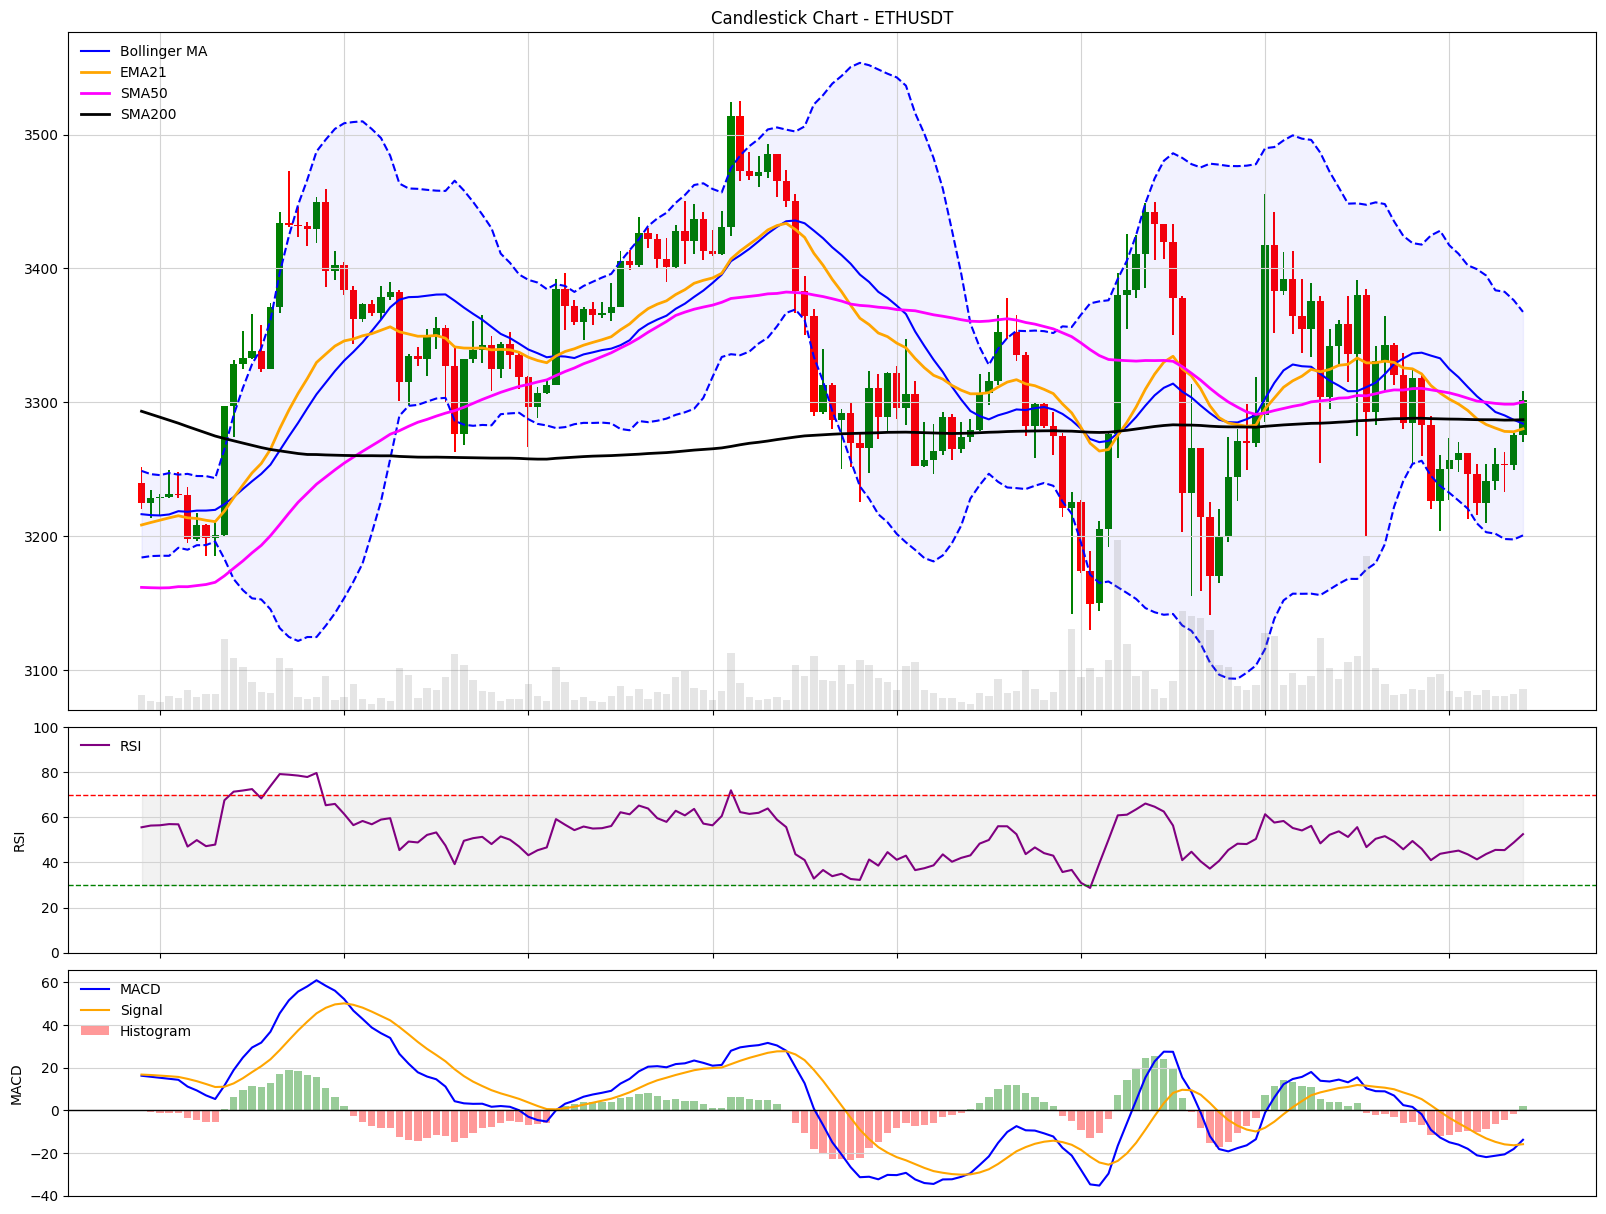 Candlestick Chart - ETHUSDT
Bollinger MA
EMA21
SMA50
SMA200
3500
3400
3300
3200
3100
RSI
100
80
60
40
20
0
RSI
MACD
Signal
Histogram
60
40
20
0
−20
−40
MACD